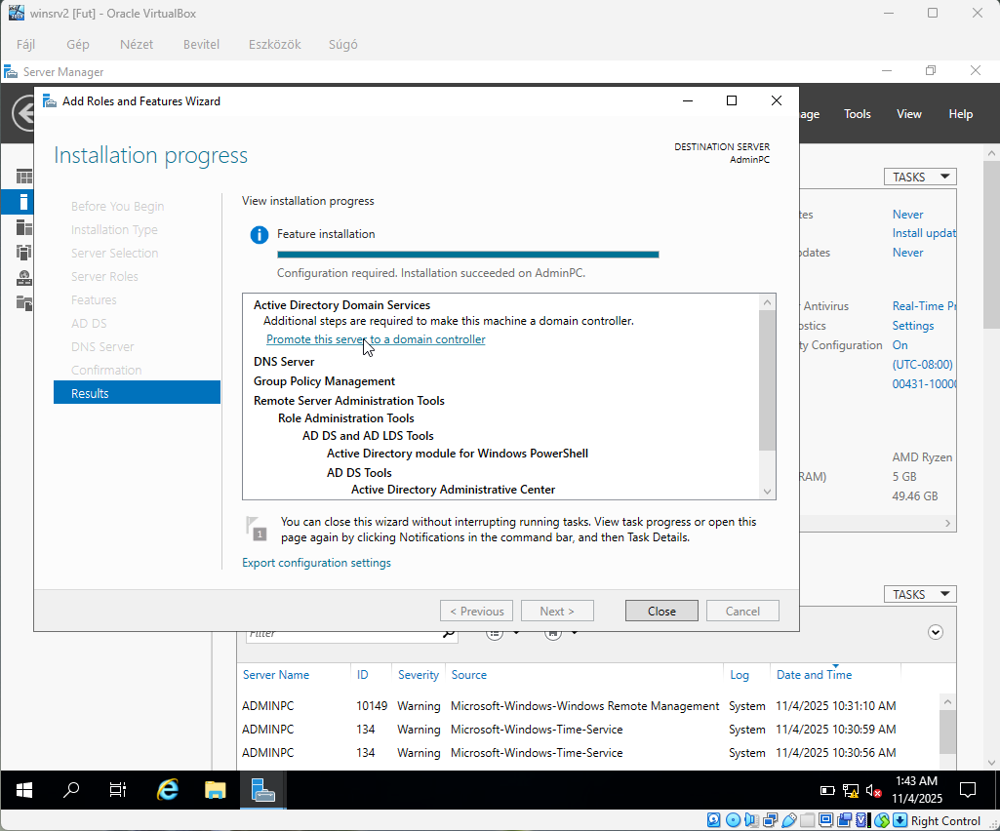 winsrv2 [Fut] - Oracle VirtualBox
Fájl Gép Nézet Bevitel Eszközök Súgó
Server Manager
Add Roles and Features Wizard
age Tools View Help
Installation progress
DESTINATION SERVER
AdminPC
TASKS
Before You Begin
Installation Type
Server Selection
Server Roles
Features
AD DS
DNS Server
Confirmation
Results
View installation progress
Feature installation
Configuration required. Installation succeeded on AdminPC.
Active Directory Domain Services
Additional steps are required to make this machine a domain controller.
Promote this server to a domain controller
DNS Server
Group Policy Management
Remote Server Administration Tools
Role Administration Tools
AD DS and AD LDS Tools
Active Directory module for Windows PowerShell
AD DS Tools
Active Directory Administrative Center
1
You can close this wizard without interrupting running tasks. View task progress or open this
page again by clicking Notifications in the command bar, and then Task Details.
Export configuration settings
< Previous Next > Close Cancel
tes Never
Install updat
pdates Never
r Antivirus Real-Time Pr
ostics Settings
ty Configuration On
(UTC-08:00)
00431-10000
AMD Ryzen
RAM) 5 GB
49.46 GB
TASKS
Filter
Server Name ID Severity Source Log Date and Time
ADMINPC 10149 Warning Microsoft-Windows-Windows Remote Management System 11/4/2025 10:31:10 AM
ADMINPC 134 Warning Microsoft-Windows-Time-Service System 11/4/2025 10:30:59 AM
ADMINPC 134 Warning Microsoft-Windows-Time-Service System 11/4/2025 10:30:56 AM
1:43 AM
11/4/2025
Right Control